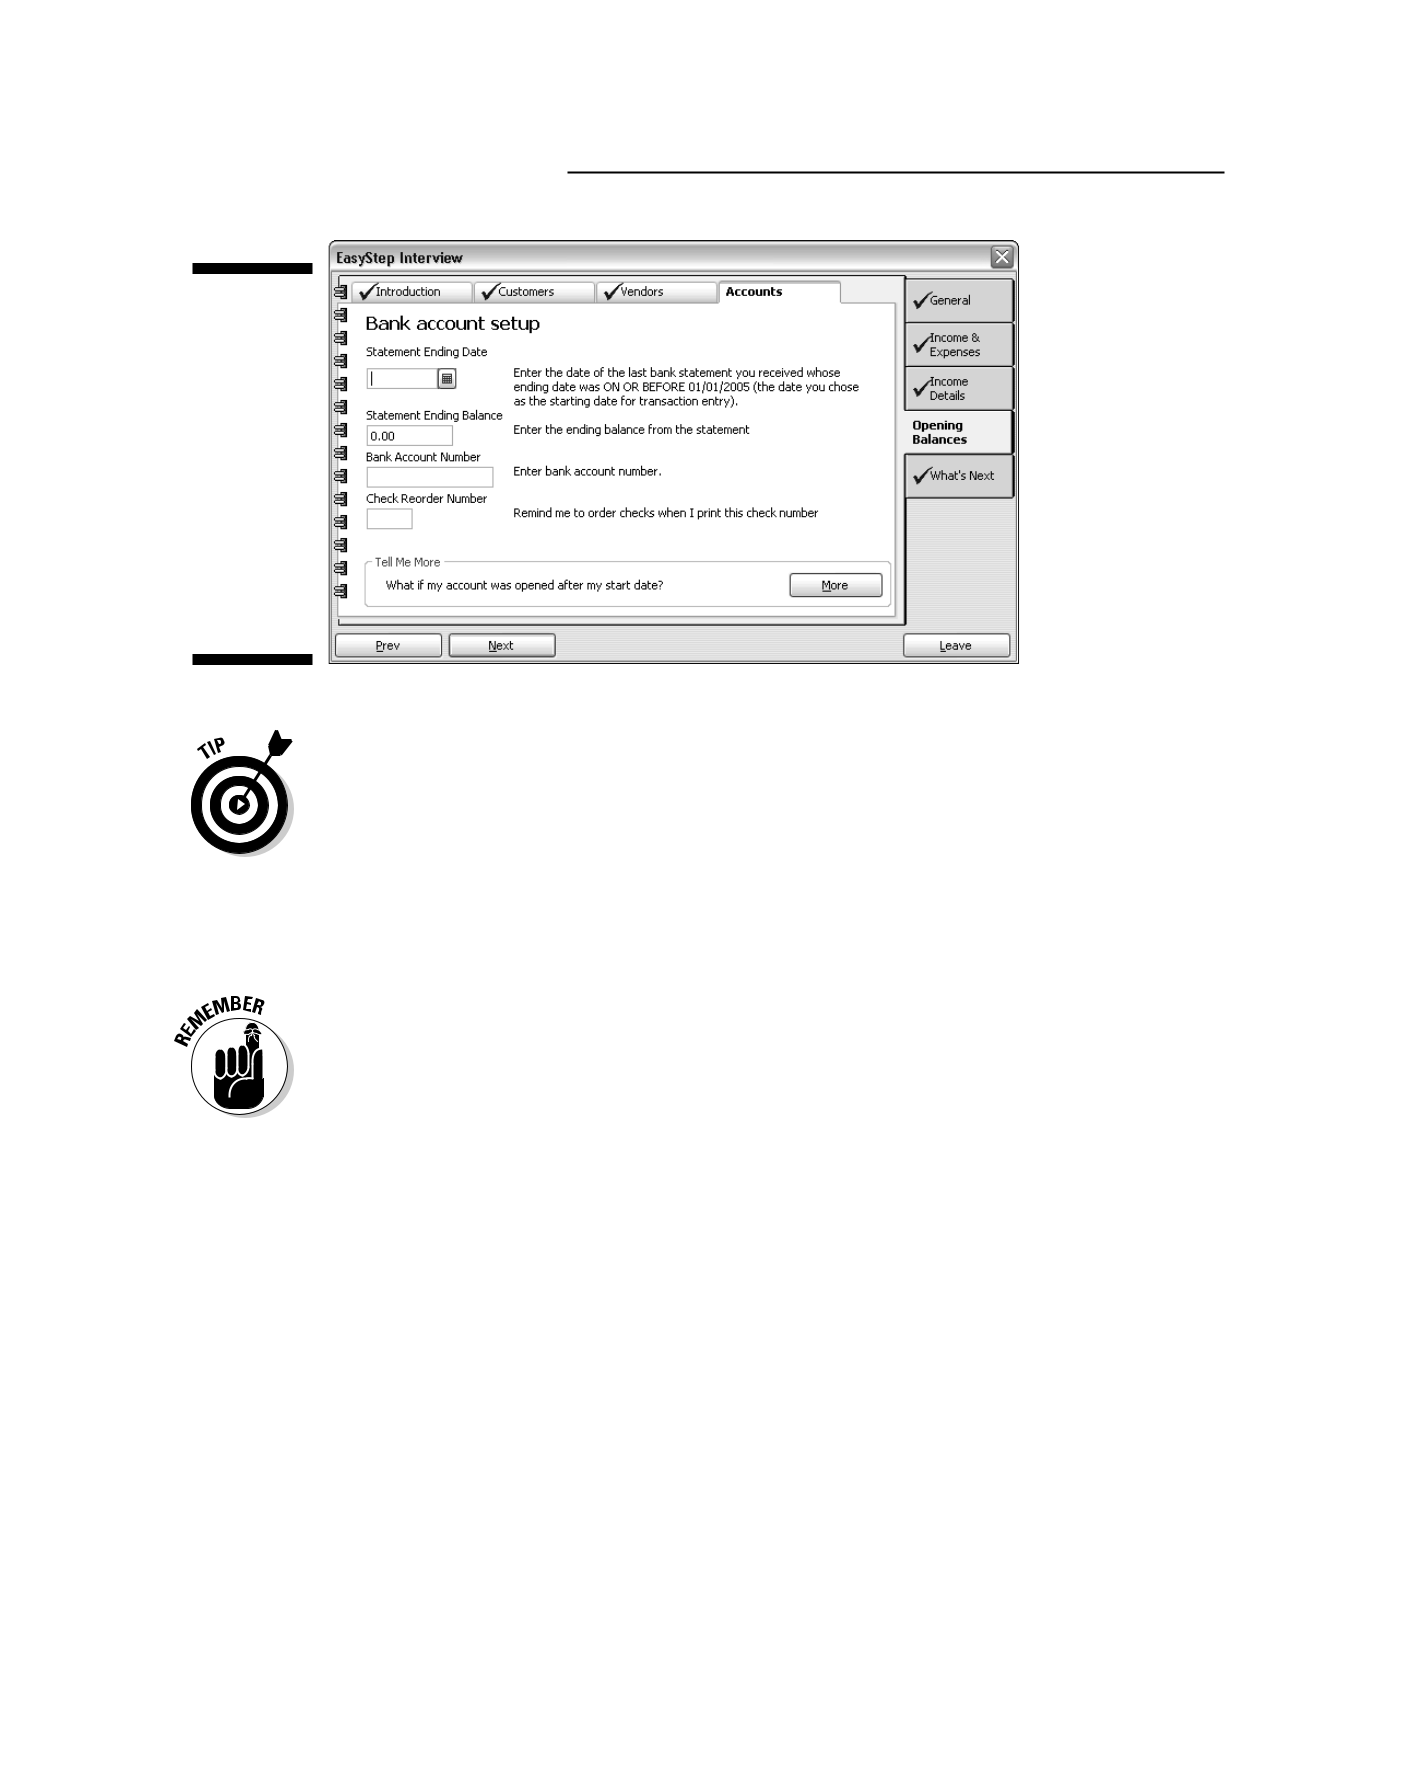 EasyStep Interview
Introduction
Customers
Vendors
Accounts
Bank account setup
Statement Ending Date
Enter the date of the last bank statement you received whose
ending date was ON OR BEFORE 01/01/2005 (the date you chose
as the starting date for transaction entry).
Statement Ending Balance
0.00
Enter the ending balance from the statement
Bank Account Number
Enter bank account number.
Check Reorder Number
Remind me to order checks when I print this check number
Tell Me More
What if my account was opened after my start date?
More
General
Income &
Expenses
Income
Details
Opening
Balances
What's Next
Prev
Next
Leave
TIP
REMEMBER